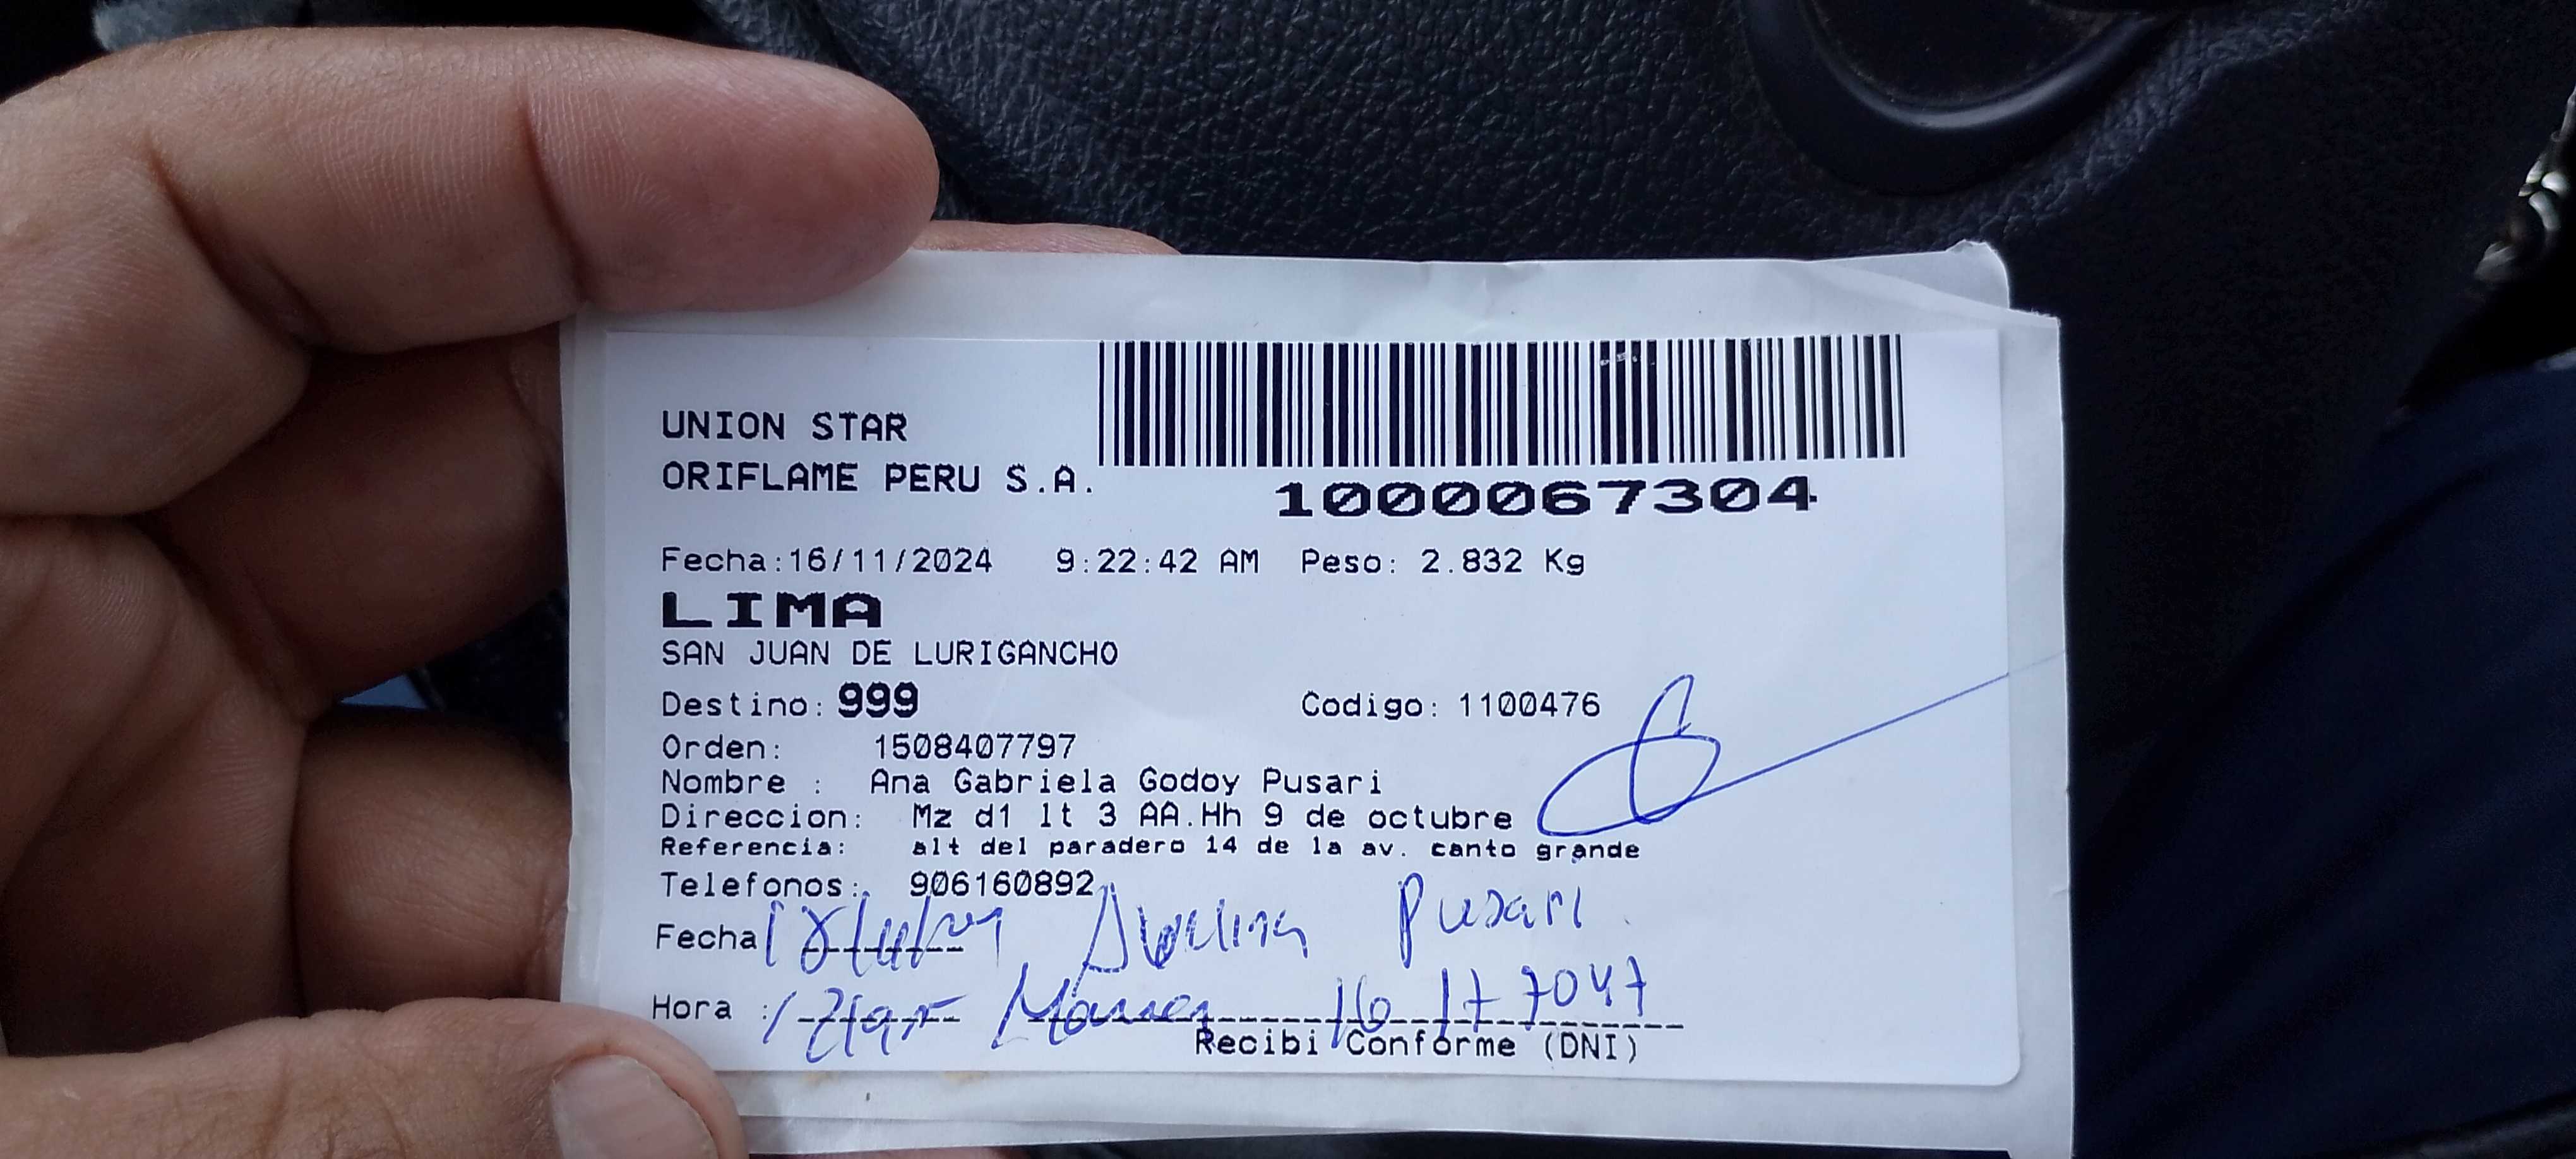 UNION STAR
ORIFLAME PERU S.A.
1000067304
Fecha:16/11/2024 9:22:42 AM Peso: 2.832 Kg
LIMA
SAN JUAN DE LURIGANCHO
Destino: 999 Codigo: 1100476
Orden: 1508407797
Nombre : Ana Gabriela Godoy Pusari
Direccion: Mz d1 lt 3 AA.Hh 9 de octubre
Referencia: alt del paradero 14 de la av. canto grande
Telefonos: 906160892
Fecha Pusari
Hora : 16 17 7047
Recibi Conforme (DNI)